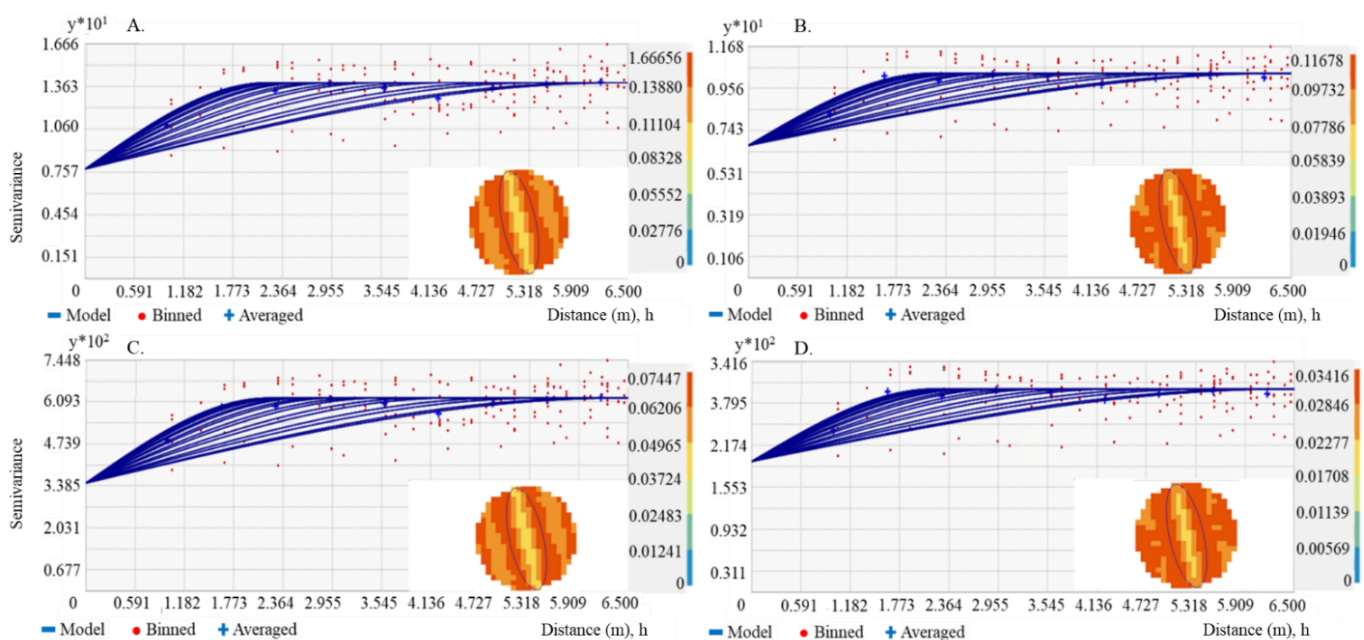 A.
y*10¹
1.666
1.363
1.060
0.757
0.454
0.151
Semivariance
1.66656
0.13880
0.11104
0.08328
0.05552
0.02776
0
0 0.591 1.182 1.773 2.364 2.955 3.545 4.136 4.727 5.318 5.909 6.500
Model Binned Averaged Distance (m), h
B.
y*10¹
1.168
0.956
0.743
0.531
0.319
0.106
0.11678
0.09732
0.07786
0.05839
0.03893
0.01946
0
0 0.591 1.182 1.773 2.364 2.955 3.545 4.136 4.727 5.318 5.909 6.500
Model Binned Averaged Distance (m), h
C.
y*10²
7.448
6.093
4.739
3.385
2.031
0.677
Semivariance
0.07447
0.06206
0.04965
0.03724
0.02483
0.01241
0
0 0.591 1.182 1.773 2.364 2.955 3.545 4.136 4.727 5.318 5.909 6.500
Model Binned Averaged Distance (m), h
D.
y*10²
3.416
3.795
2.174
1.553
0.932
0.311
0.03416
0.02846
0.02277
0.01708
0.01139
0.00569
0
0 0.591 1.182 1.773 2.364 2.955 3.545 4.136 4.727 5.318 5.909 6.500
Model Binned Averaged Distance (m), h